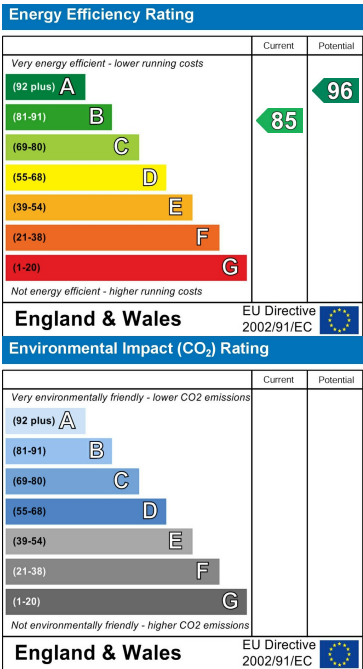 Energy Efficiency Rating
Current Potential
Very energy efficient - lower running costs
(92 plus) A 96
(81-91) B 85
(69-80) C
(55-68) D
(39-54) E
(21-38) F
(1-20) G
Not energy efficient - higher running costs
England & Wales EU Directive 2002/91/EC
Environmental Impact (CO₂) Rating
Current Potential
Very environmentally friendly - lower CO2 emissions
(92 plus) A
(81-91) B
(69-80) C
(55-68) D
(39-54) E
(21-38) F
(1-20) G
Not environmentally friendly - higher CO2 emissions
England & Wales EU Directive 2002/91/EC